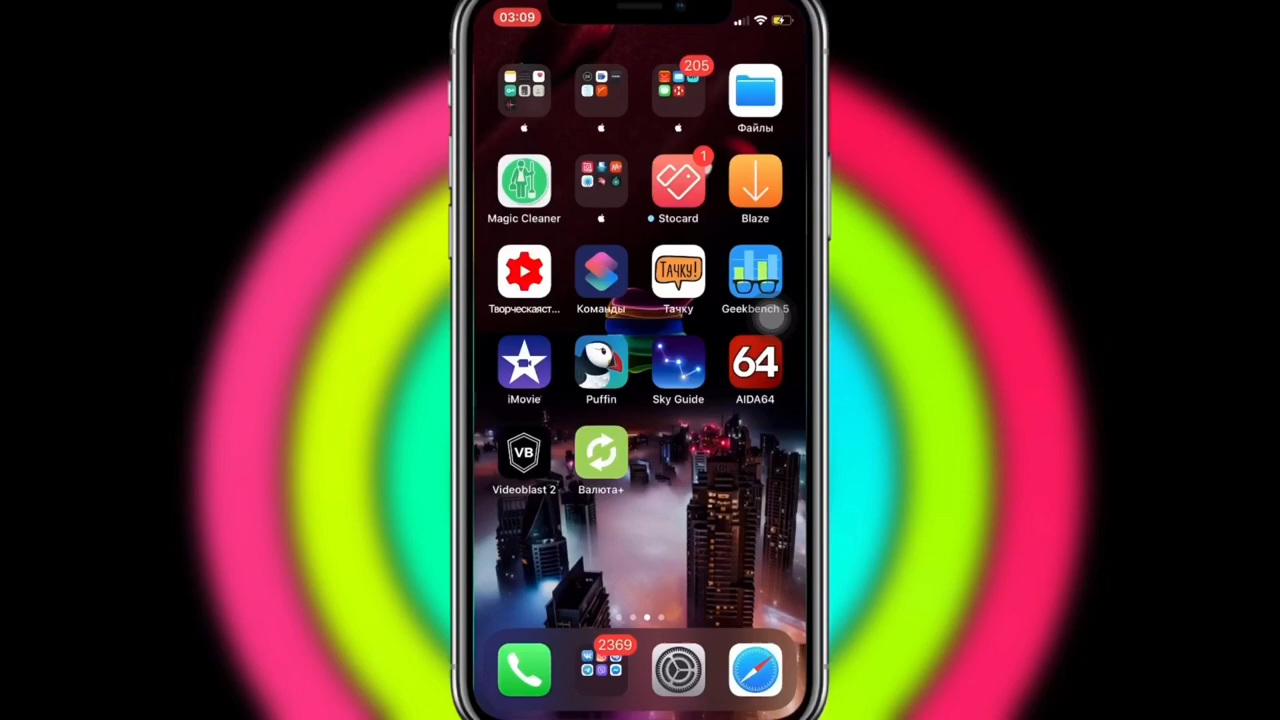 03:09
205
Файлы
1
Magic Cleaner
Stocard
Blaze
ТАЧКУ!
Творческаяст...
Команды
Тачку
Geekbench 5
64
iMovie
Puffin
Sky Guide
AIDA64
VB
Videoblast 2
Валюта+
2369